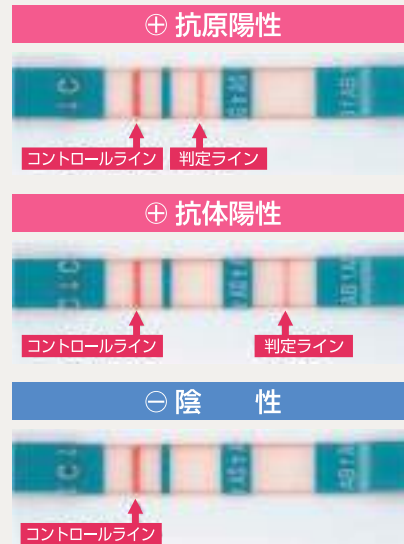 ⊕ 抗原陽性
コントロールライン 判定ライン
⊕ 抗体陽性
コントロールライン 判定ライン
⊖ 陰 性
コントロールライン